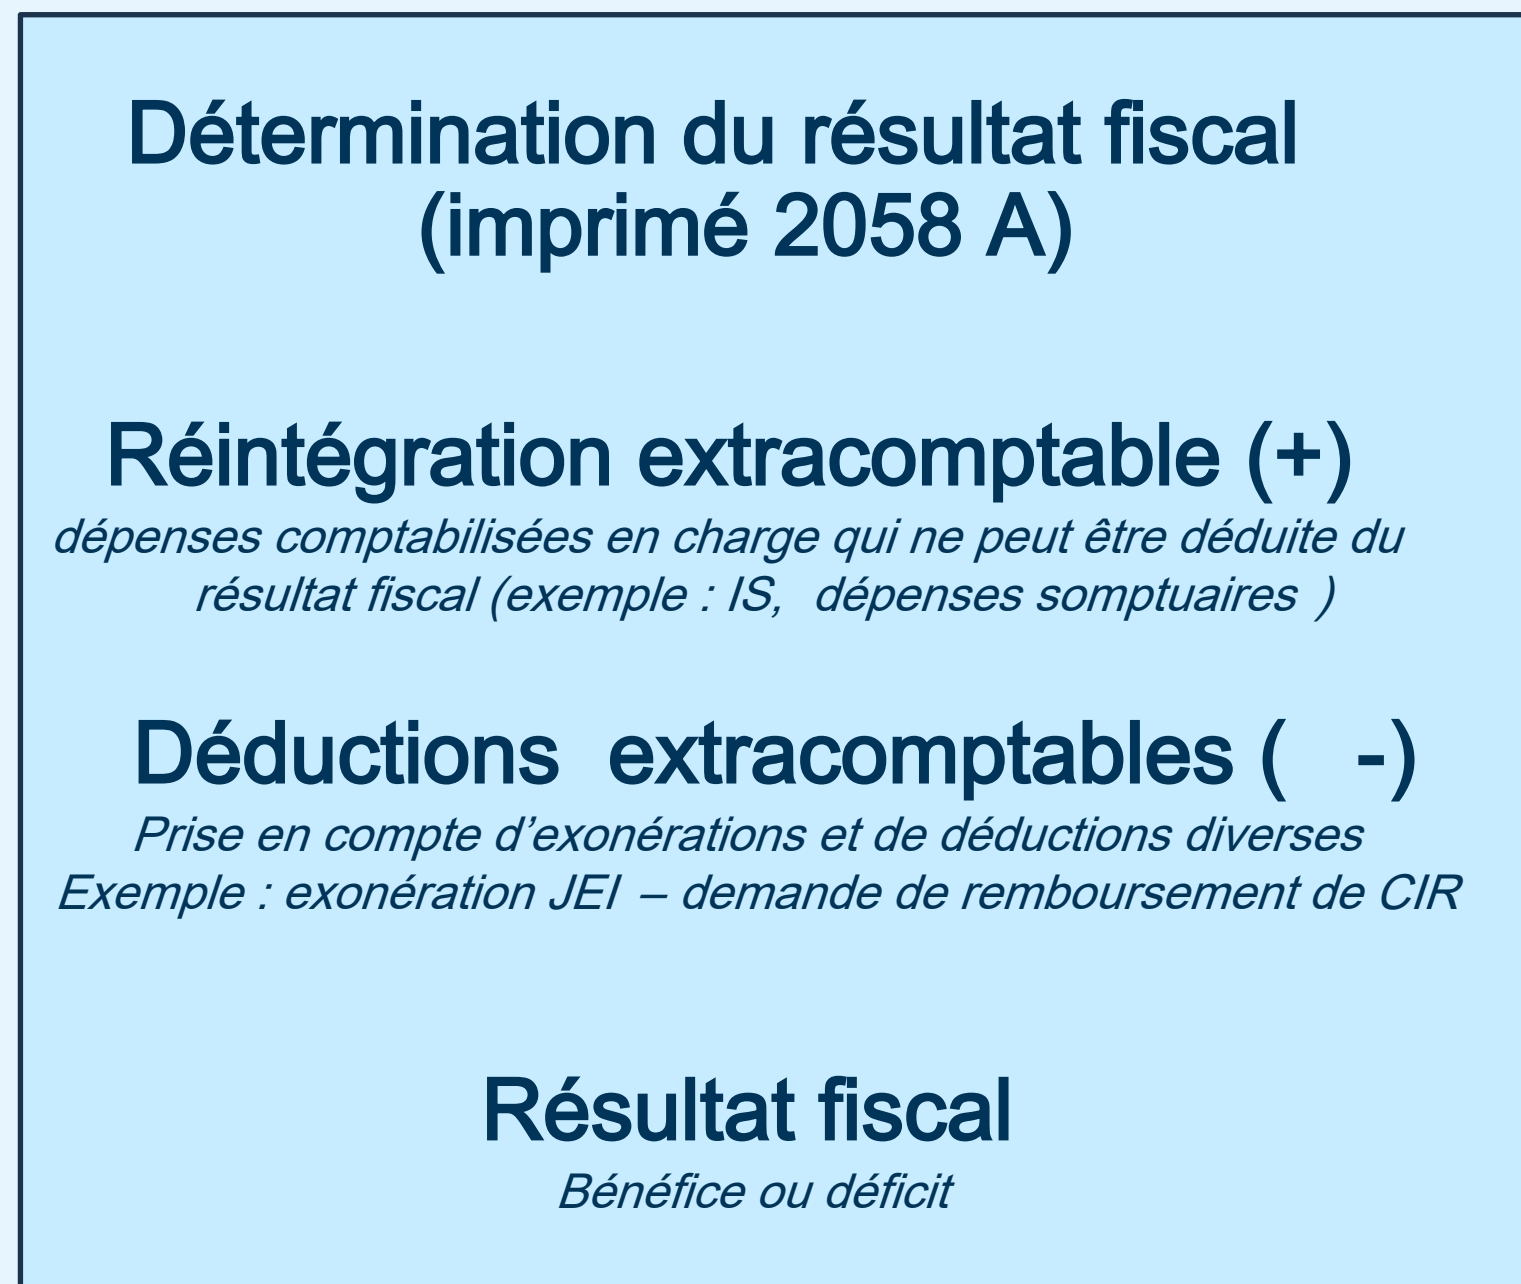 Détermination du résultat fiscal
(imprimé 2058 A)
Réintégration extracomptable (+)
dépenses comptabilisées en charge qui ne peut être déduite du
résultat fiscal (exemple : IS, dépenses somptuaires )
Déductions extracomptables ( -)
Prise en compte d’exonérations et de déductions diverses
Exemple : exonération JEI – demande de remboursement de CIR
Résultat fiscal
Bénéfice ou déficit